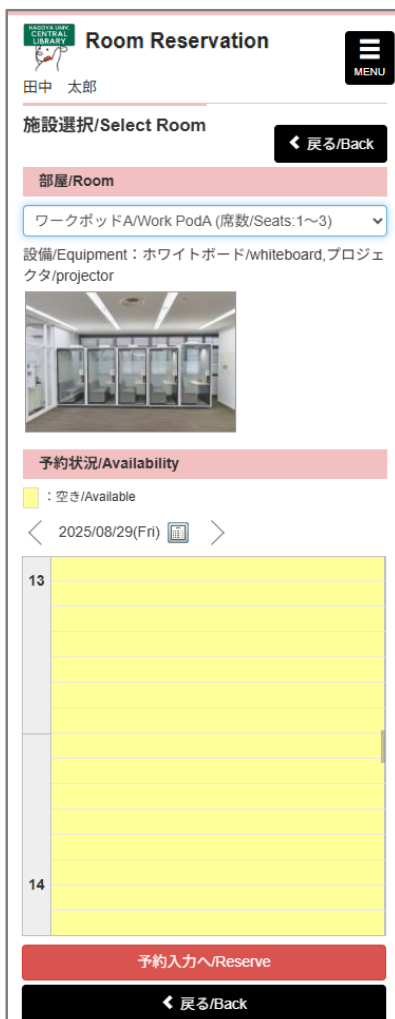 NAGOYA UNIV.
CENTRAL
LIBRARY
Room Reservation
MENU
田中　太郎
施設選択/Select Room
戻る/Back
部屋/Room
ワークポッドA/Work PodA (席数/Seats:1～3)
設備/Equipment：ホワイトボード/whiteboard,プロジェ
クタ/projector
予約状況/Availability
：空き/Available
2025/08/29(Fri)
13
14
予約入力へ/Reserve
戻る/Back